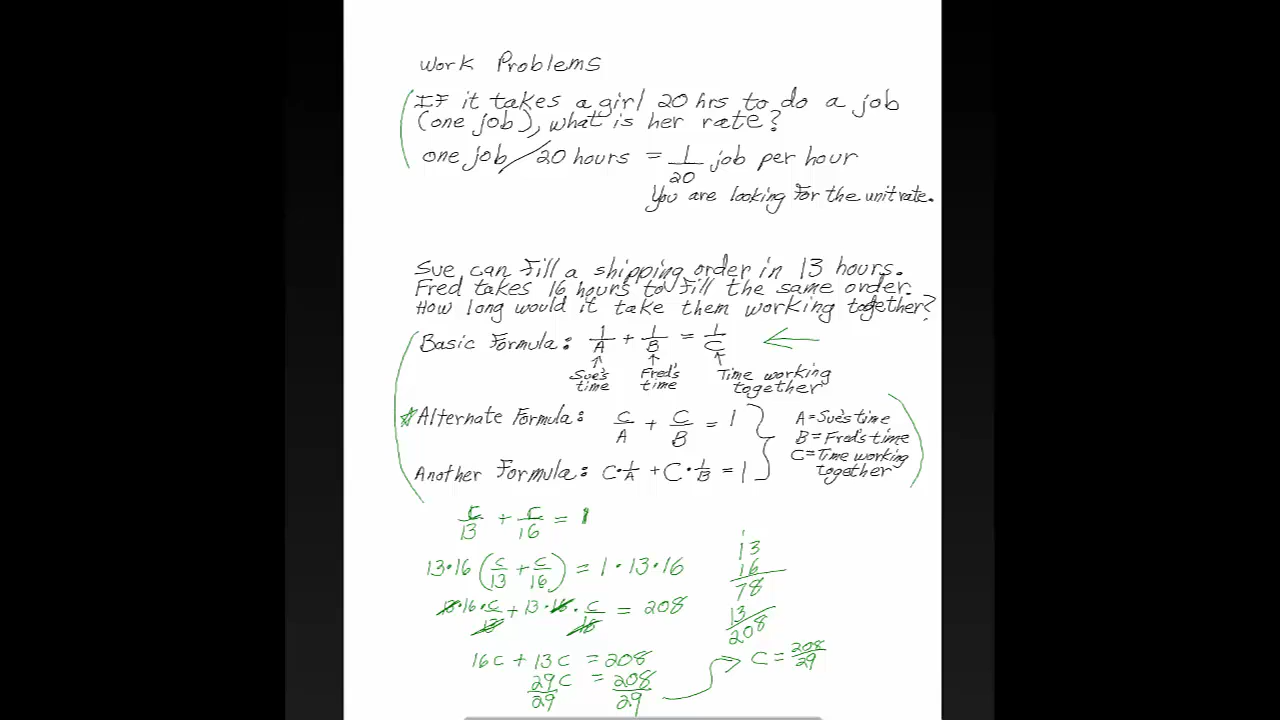 Work Problems
IF it takes a girl 20 hrs to do a job
(one job), what is her rate?
one job/20 hours = 1/20 job per hour
You are looking for the unit rate.
Sue can fill a shipping order in 13 hours.
Fred takes 16 hours to fill the same order.
How long would it take them working together?
Basic Formula: 1/A + 1/B = 1/C ←
↑ Sue's time ↑ Fred's time ↑ Time working together
* Alternate Formula: C/A + C/B = 1
Another Formula: C·1/A + C·1/B = 1
A = Sue's time
B = Fred's time
C = Time working
together
C/13 + C/16 = 1
13·16 (C/13 + C/16) = 1·13·16
13·16·C/13 + 13·16·C/16 = 208
16C + 13C = 208
29C/29 = 208/29
1
13
16
78
13
208
C = 208/29